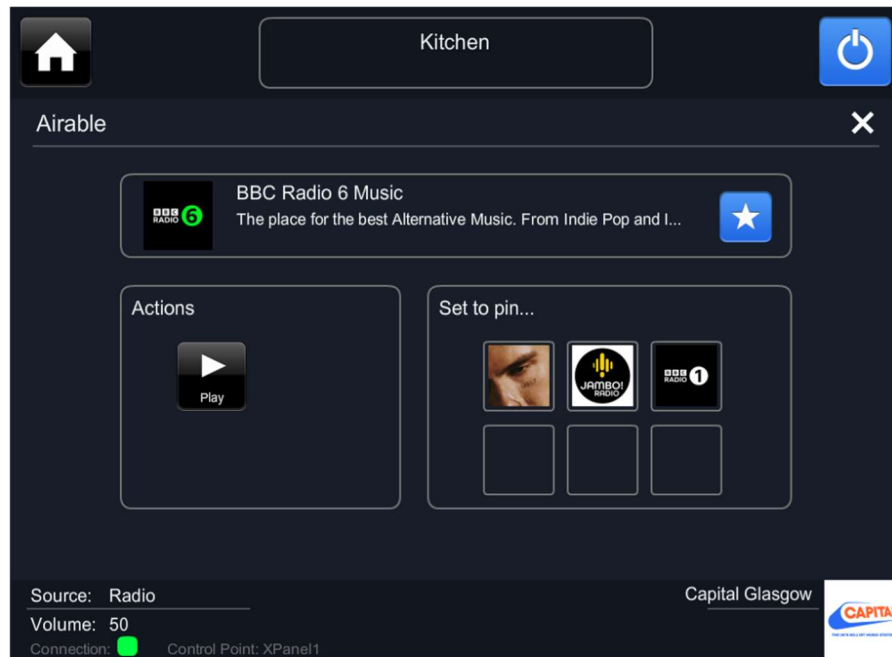 Kitchen
Airable
BBC RADIO 6
BBC Radio 6 Music
The place for the best Alternative Music. From Indie Pop and I...
Actions
Play
Set to pin...
JAMBO!
RADIO
BBC RADIO 1
Source: Radio
Volume: 50
Connection:
Control Point: XPanel1
Capital Glasgow
CAPITA